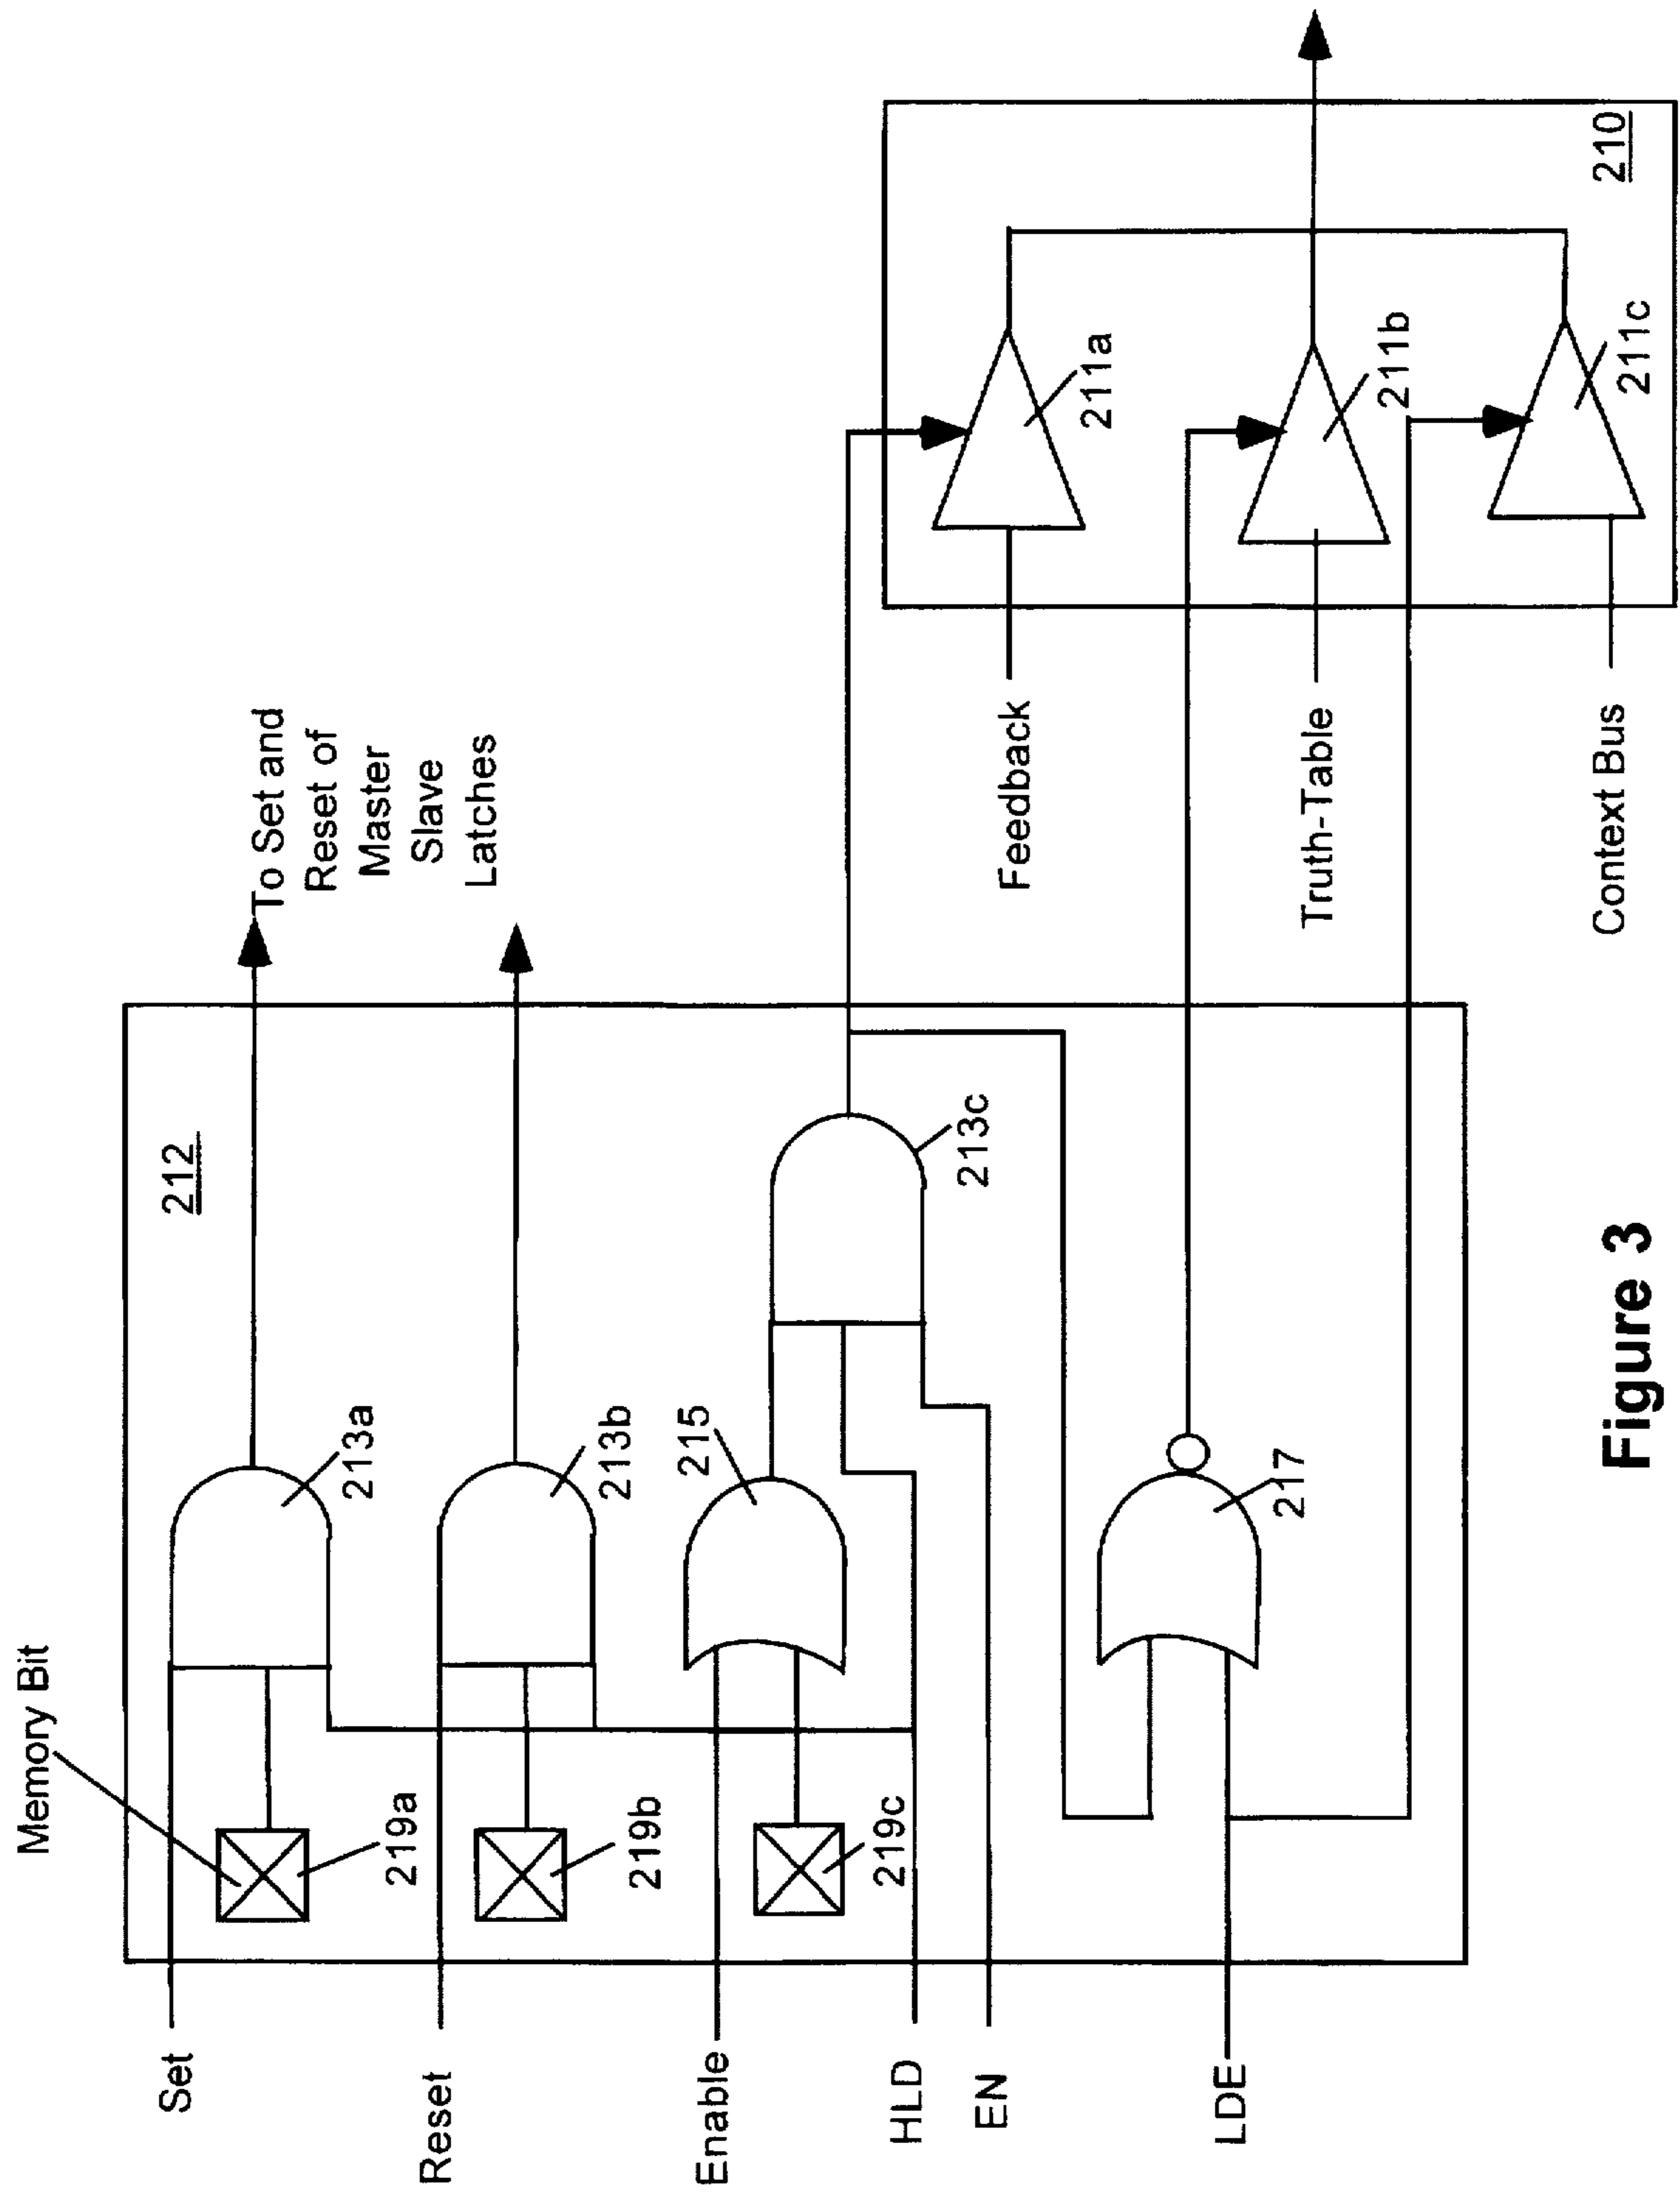 Memory Bit
Set
219a
213a
212
To Set and
Reset of
Master
Slave
Latches
Reset
219b
213b
Enable
219c
215
213c
HLD
EN
LDE
217
Feedback
211a
Truth-Table
211b
Context Bus
211c
210
Figure 3